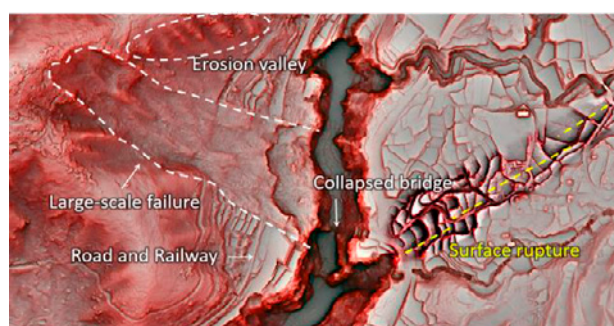 Erosion valley
Collapsed bridge
Large-scale failure
Road and Railway
Surface rupture